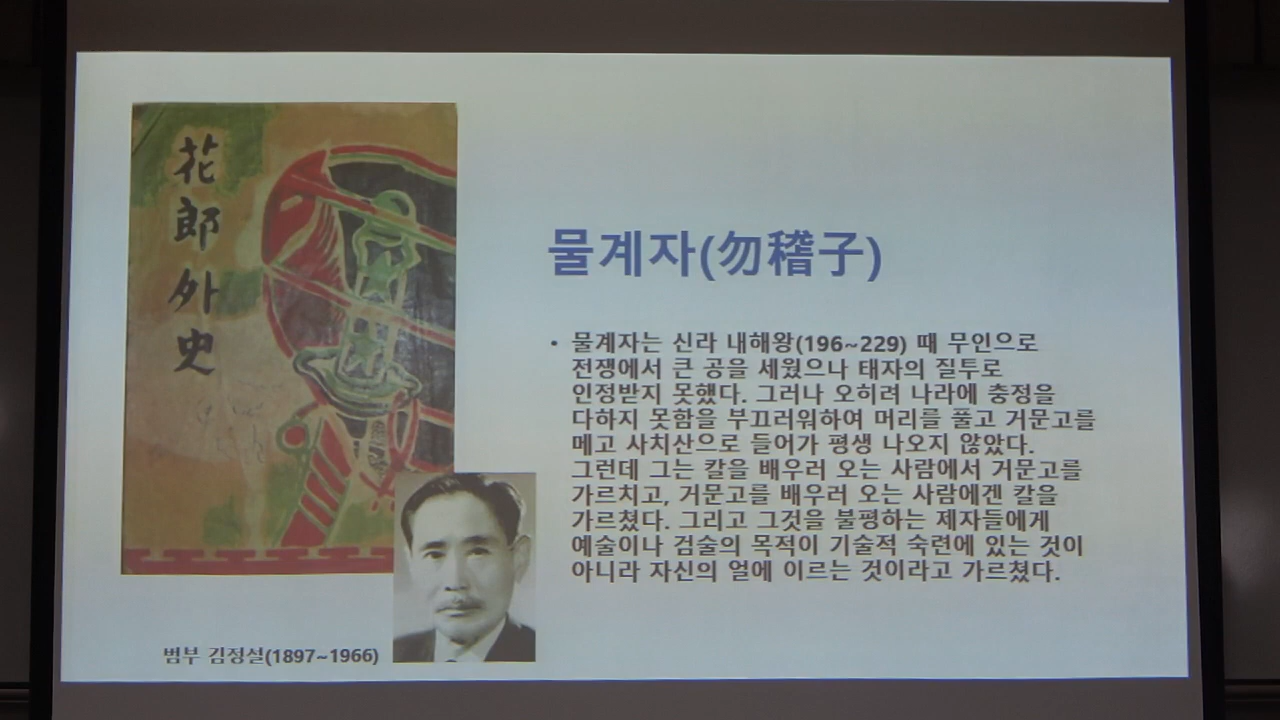 花郎外史
물계자(勿稽子)
• 물계자는 신라 내해왕(196~229) 때 무인으로
전쟁에서 큰 공을 세웠으나 태자의 질투로
인정받지 못했다. 그러나 오히려 나라에 충정을
다하지 못함을 부끄러워하여 머리를 풀고 거문고를
메고 사치산으로 들어가 평생 나오지 않았다.
그런데 그는 칼을 배우러 오는 사람에서 거문고를
가르치고, 거문고를 배우러 오는 사람에겐 칼을
가르쳤다. 그리고 그것을 불평하는 제자들에게
예술이나 검술의 목적이 기술적 숙련에 있는 것이
아니라 자신의 얼에 이르는 것이라고 가르쳤다.
범부 김정설(1897~1966)